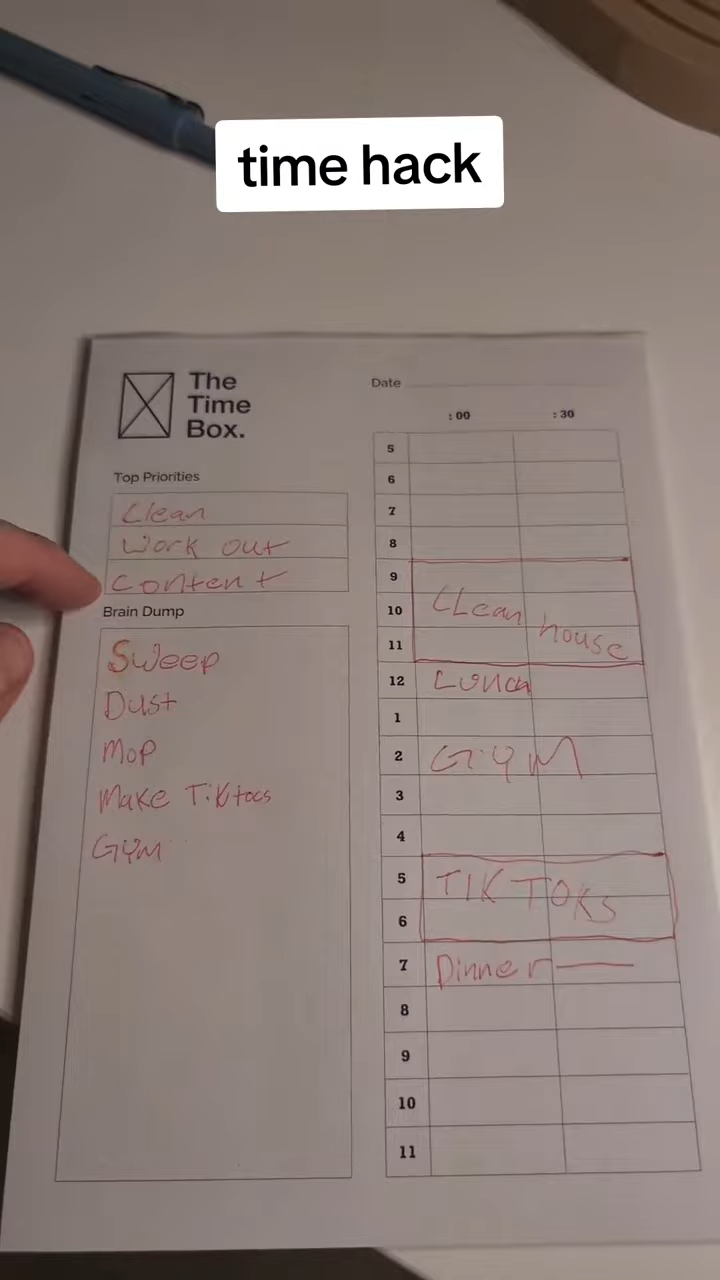 time hack
The
Time
Box.
Top Priorities
Clean
Work out
Content
Brain Dump
Sweep
Dust
Mop
Make Tiktocs
Gym
Date
:00 :30
5
6
7
8
9
10 Clean house
11
12 Lunch
1
2 GYM
3
4
5 TIK TOKS
6
7 Dinner
8
9
10
11